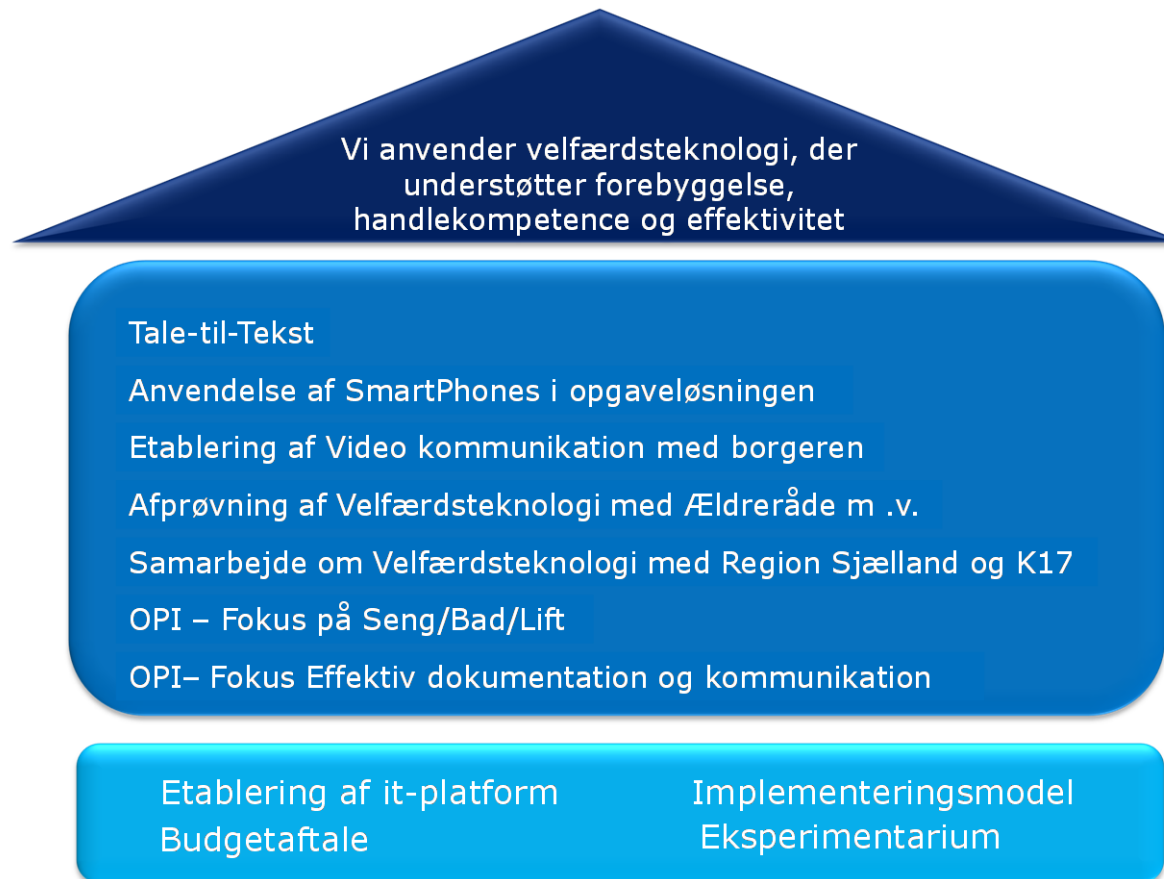 Vi anvender velfærdsteknologi, der
understøtter forebyggelse,
handlekompetence og effektivitet
Tale-til-Tekst
Anvendelse af SmartPhones i opgaveløsningen
Etablering af Video kommunikation med borgeren
Afprøvning af Velfærdsteknologi med Ældreråde m .v.
Samarbejde om Velfærdsteknologi med Region Sjælland og K17
OPI – Fokus på Seng/Bad/Lift
OPI– Fokus Effektiv dokumentation og kommunikation
Etablering af it-platform
Budgetaftale
Implementeringsmodel
Eksperimentarium